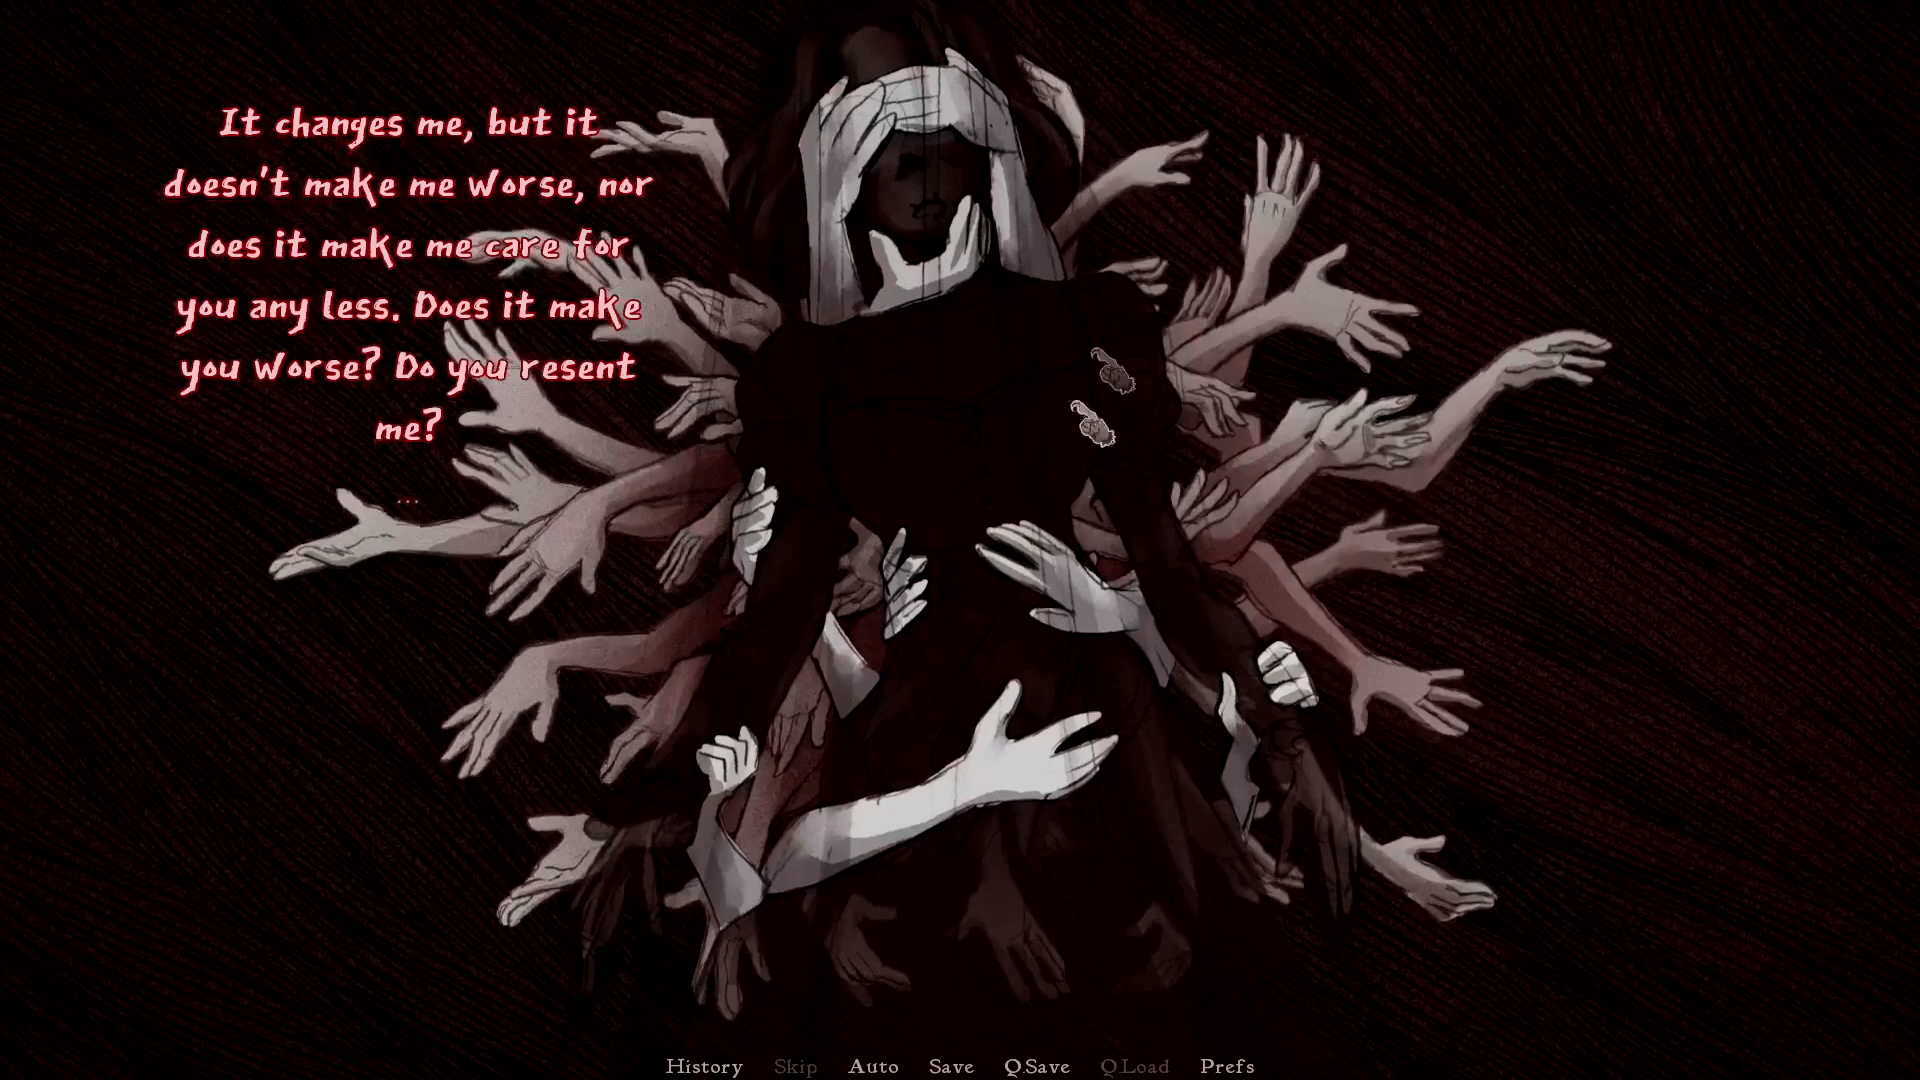 It changes me, but it
doesn't make me worse, nor
does it make me care for
you any less. Does it make
you worse? Do you resent
me?
...
History Skip Auto Save Q.Save Q.Load Prefs